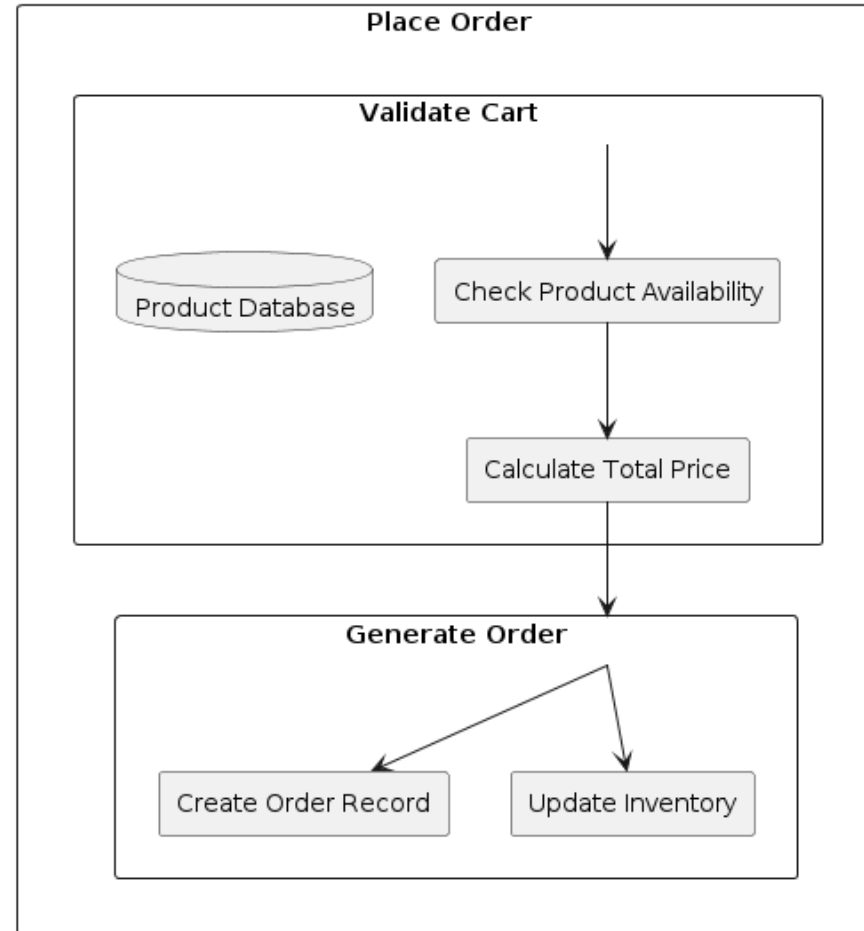 Place Order
Validate Cart
Product Database
Check Product Availability
Calculate Total Price
Generate Order
Create Order Record
Update Inventory